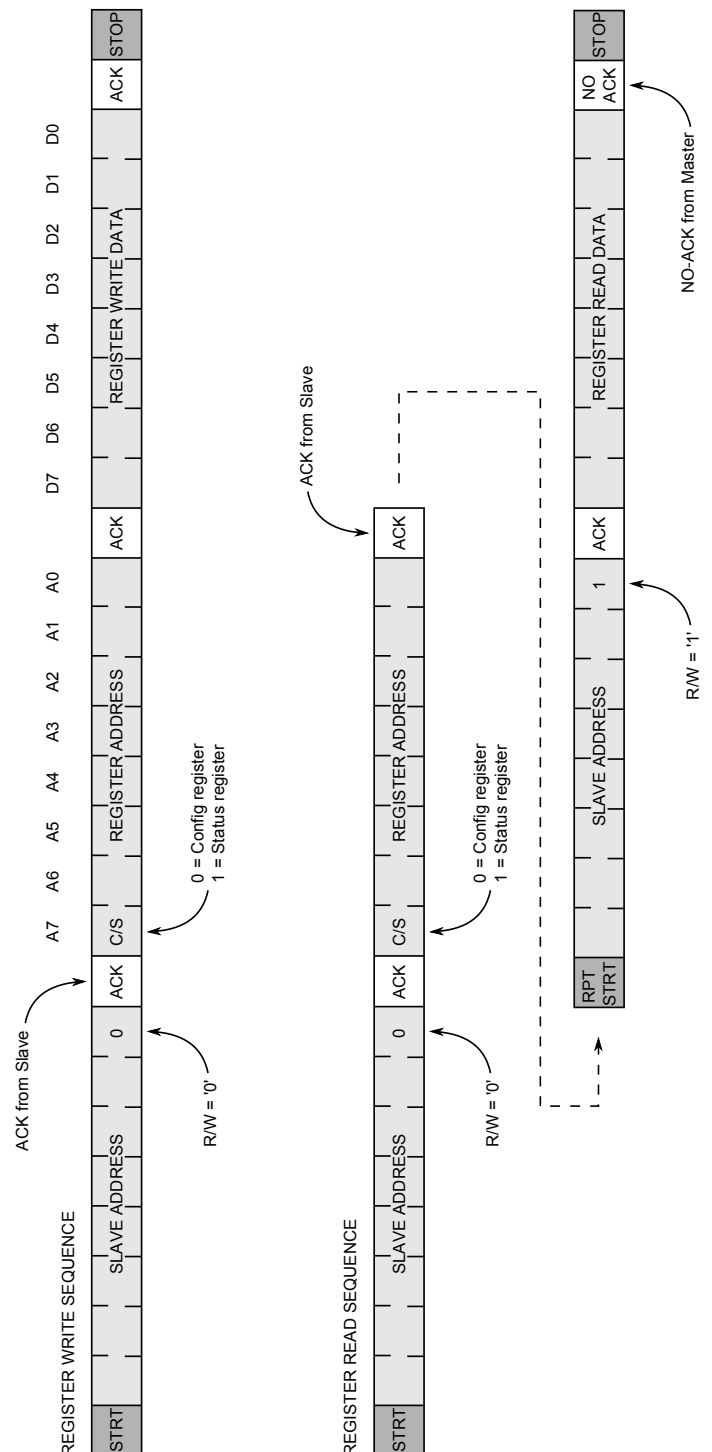 REGISTER WRITE SEQUENCE
ACK from Slave
A7 A6 A5 A4 A3 A2 A1 A0 D7 D6 D5 D4 D3 D2 D1 D0
STRT SLAVE ADDRESS 0 ACK C/S REGISTER ADDRESS ACK REGISTER WRITE DATA ACK STOP
R/W = '0'
0 = Config register
1 = Status register
REGISTER READ SEQUENCE
ACK from Slave
STRT SLAVE ADDRESS 0 ACK C/S REGISTER ADDRESS ACK
R/W = '0'
0 = Config register
1 = Status register
RPT
STRT
SLAVE ADDRESS 1 ACK REGISTER READ DATA
NO
ACK
STOP
R/W = '1'
NO-ACK from Master